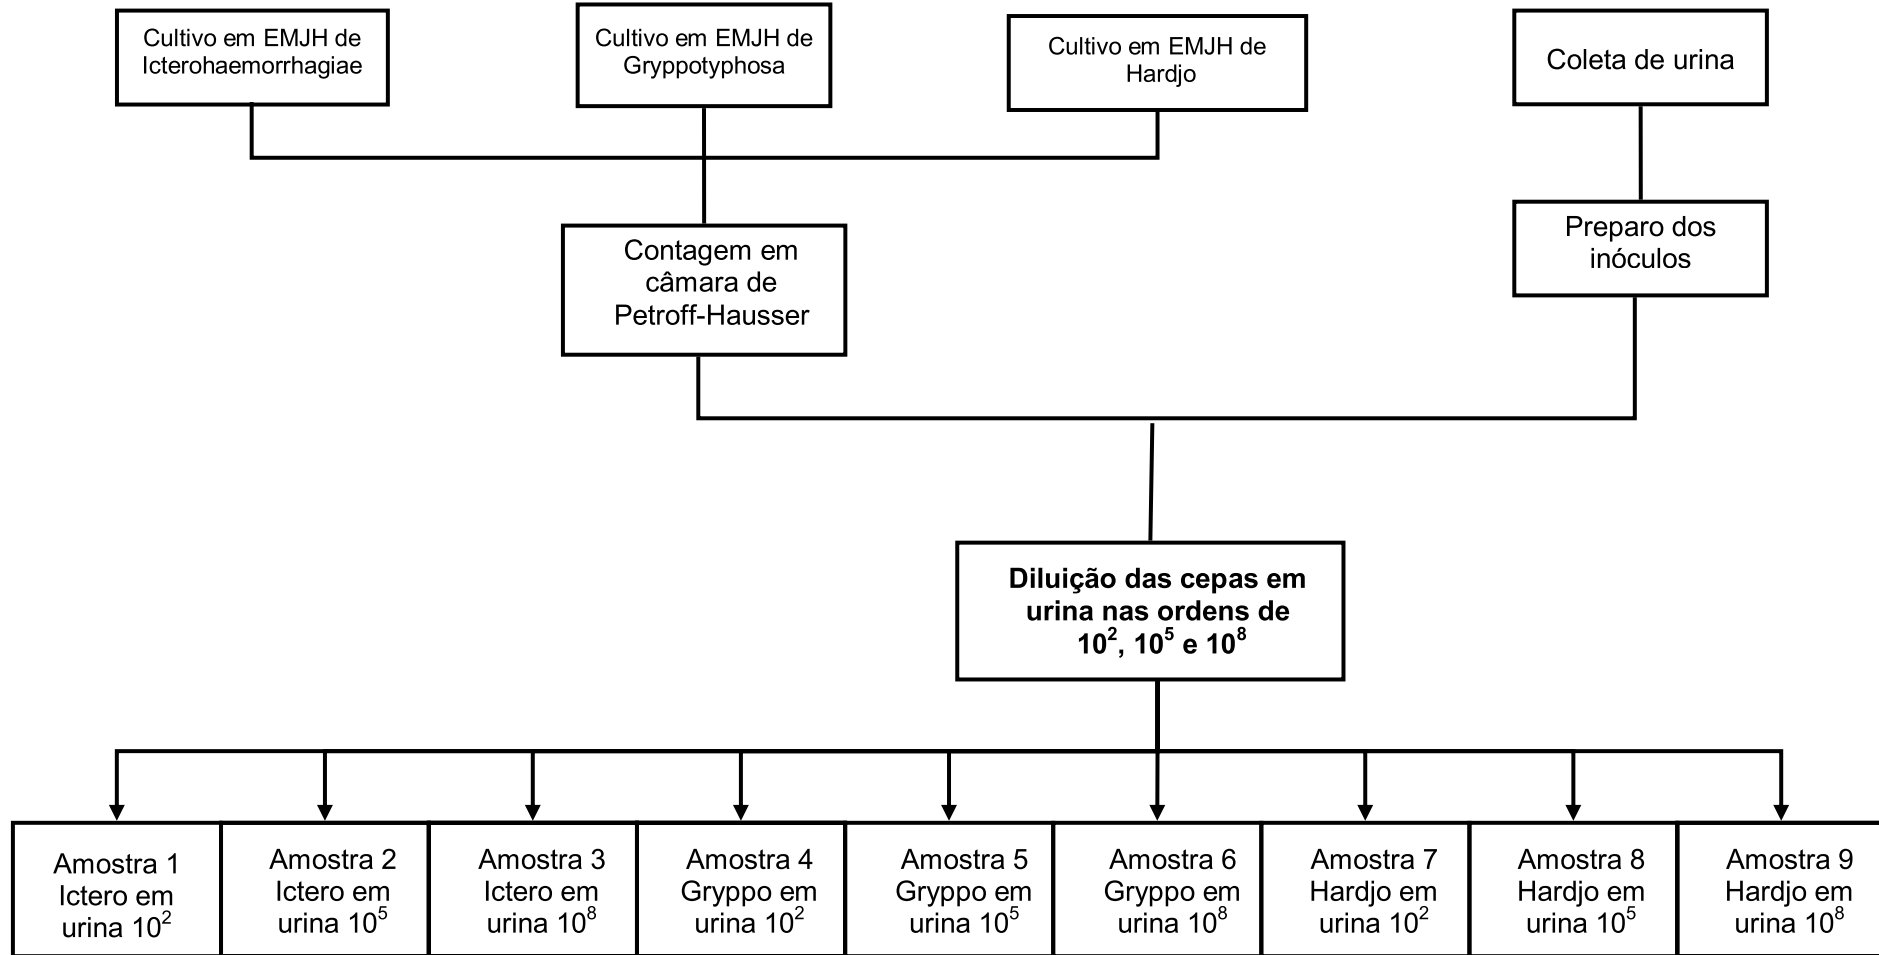 Cultivo em EMJH de
Icterohaemorrhagiae
Cultivo em EMJH de
Gryppotyphosa
Cultivo em EMJH de
Hardjo
Coleta de urina
Contagem em
câmara de
Petroff-Hausser
Preparo dos
inóculos
Diluição das cepas em
urina nas ordens de
10², 10⁵ e 10⁸
Amostra 1
Ictero em
urina 10²
Amostra 2
Ictero em
urina 10⁵
Amostra 3
Ictero em
urina 10⁸
Amostra 4
Gryppo em
urina 10²
Amostra 5
Gryppo em
urina 10⁵
Amostra 6
Gryppo em
urina 10⁸
Amostra 7
Hardjo em
urina 10²
Amostra 8
Hardjo em
urina 10⁵
Amostra 9
Hardjo em
urina 10⁸